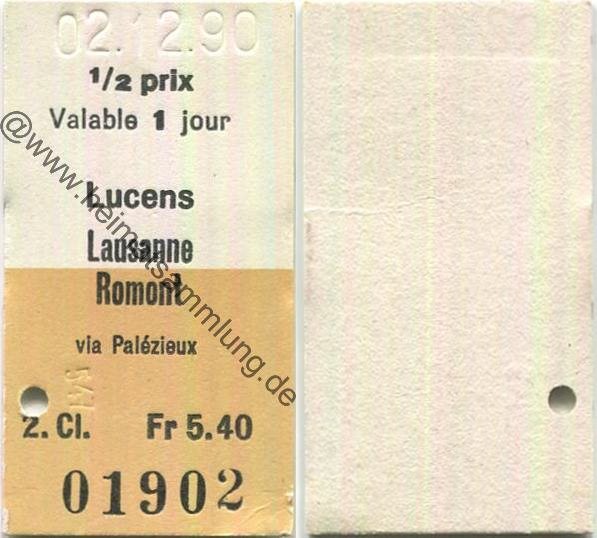 02.12.90
1/2 prix
Valable 1 jour
Lucens
Lausanne
Romont
via Palézieux
2. Cl. Fr 5.40
01902
@www.heimatsammlung.de